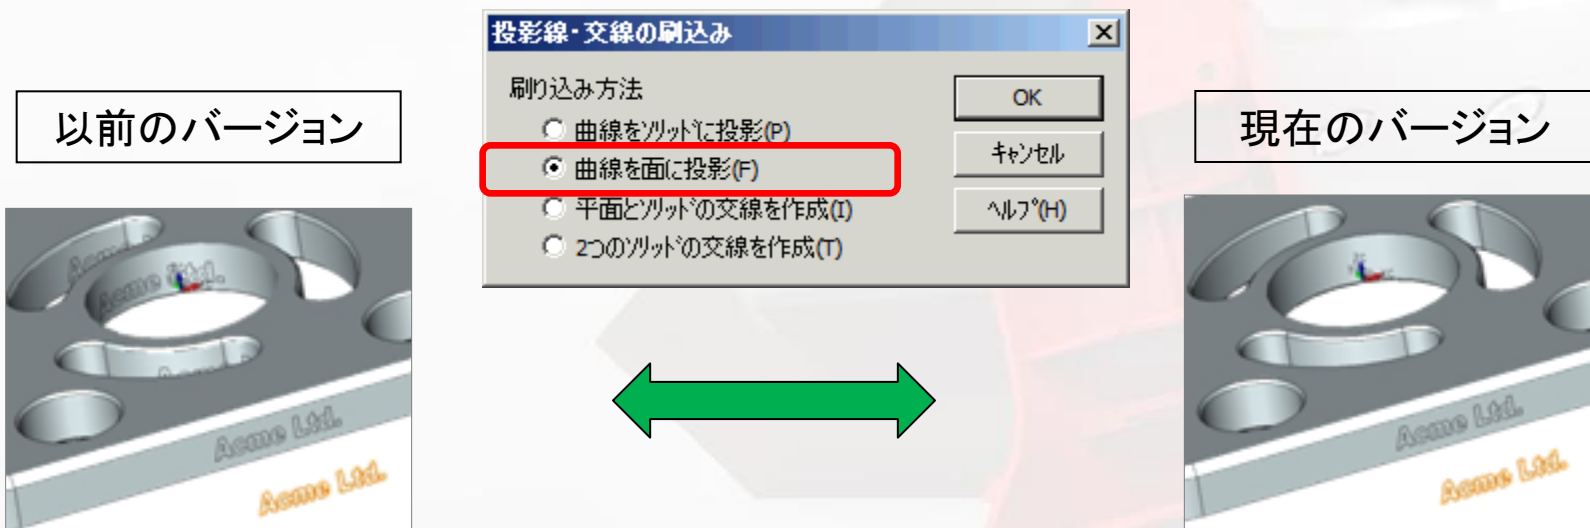 投影線・交線の刷込み
刷り込み方法
曲線をｿﾘｯﾄﾞに投影(P)
曲線を面に投影(F)
平面とｿﾘｯﾄﾞの交線を作成(I)
2つのｿﾘｯﾄﾞの交線を作成(T)
OK
ｷｬﾝｾﾙ
ﾍﾙﾌﾟ(H)
以前のバージョン
現在のバージョン
Acme Ltd.
Acme Ltd.
Acme Ltd.
Acme Ltd.